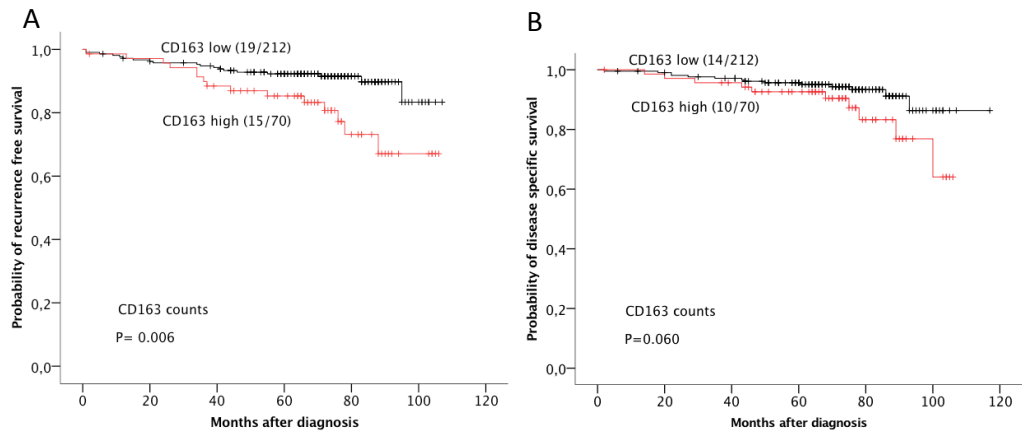 A
1,0
0,8
0,6
0,4
0,2
0,0
Probability of recurrence free survival
CD163 low (19/212)
CD163 high (15/70)
CD163 counts
P= 0.006
0 20 40 60 80 100 120
Months after diagnosis
B
1,0
0,8
0,6
0,4
0,2
0,0
Probability of disease specific survival
CD163 low (14/212)
CD163 high (10/70)
CD163 counts
P=0.060
0 20 40 60 80 100 120
Months after diagnosis